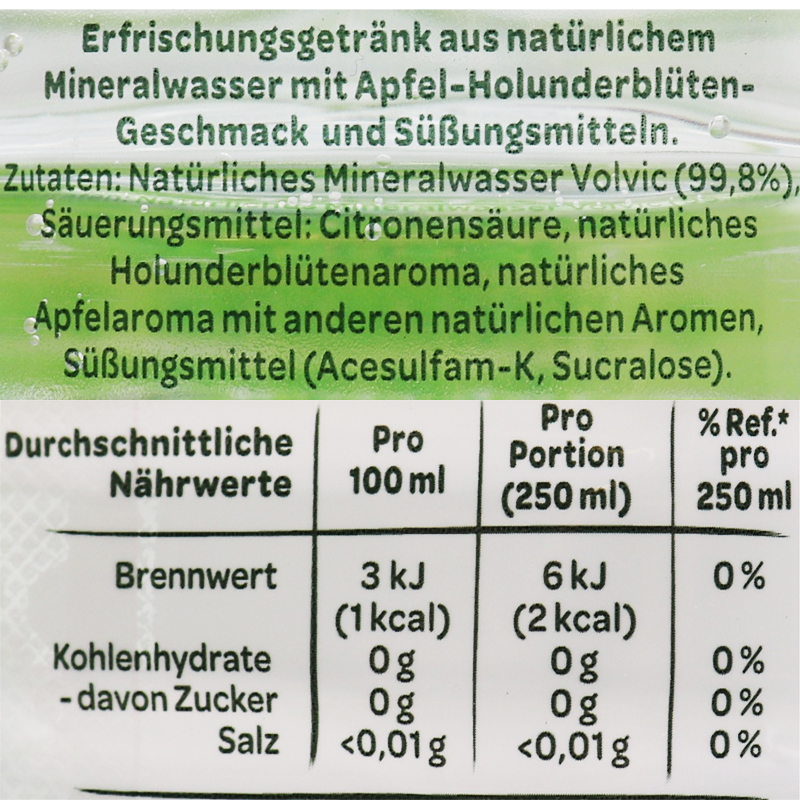 Erfrischungsgetränk aus natürlichem
Mineralwasser mit Apfel-Holunderblüten-
Geschmack und Süßungsmitteln.
Zutaten: Natürliches Mineralwasser Volvic (99,8%),
Säuerungsmittel: Citronensäure, natürliches
Holunderblütenaroma, natürliches
Apfelaroma mit anderen natürlichen Aromen,
Süßungsmittel (Acesulfam-K, Sucralose).
Durchschnittliche Nährwerte Pro 100 ml Pro Portion (250 ml) % Ref.* pro 250 ml
Brennwert 3 kJ 6 kJ 0 %
(1 kcal) (2 kcal)
Kohlenhydrate 0 g 0 g 0 %
- davon Zucker 0 g 0 g 0 %
Salz <0,01 g <0,01 g 0 %